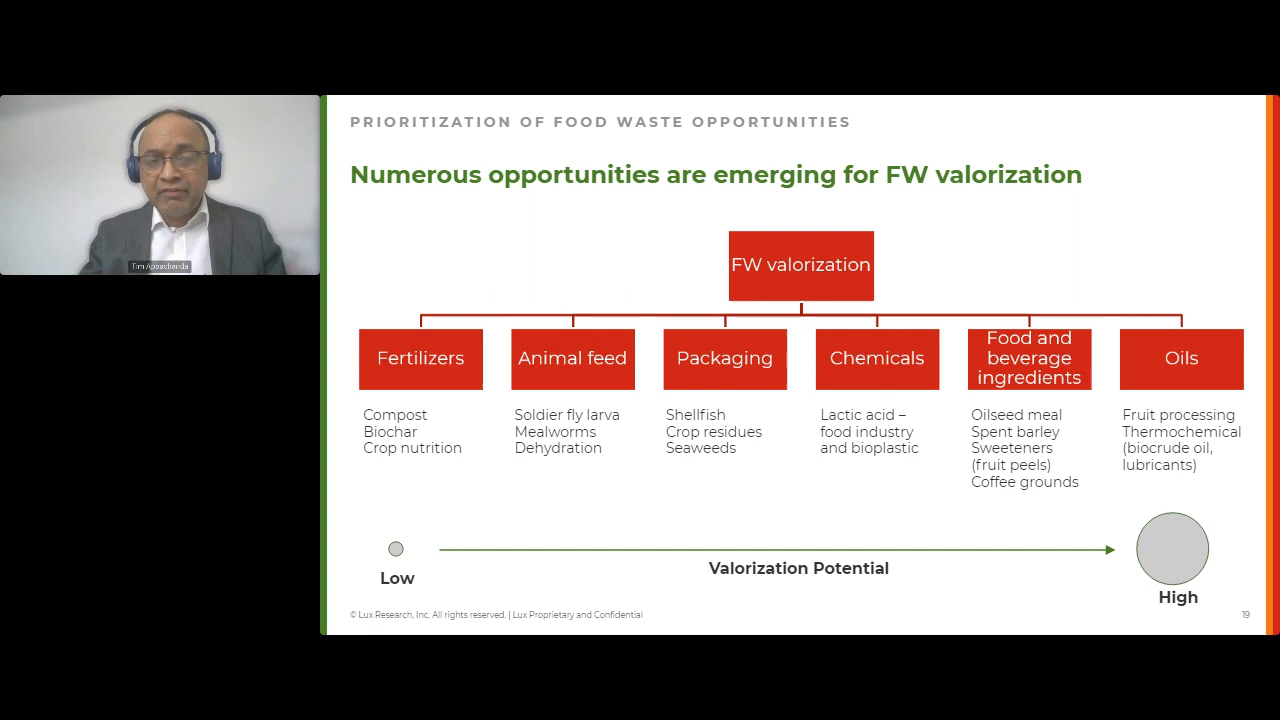 PRIORITIZATION OF FOOD WASTE OPPORTUNITIES
Numerous opportunities are emerging for FW valorization
FW valorization
Fertilizers
Compost
Biochar
Crop nutrition
Animal feed
Soldier fly larva
Mealworms
Dehydration
Packaging
Shellfish
Crop residues
Seaweeds
Chemicals
Lactic acid –
food industry
and bioplastic
Food and
beverage
ingredients
Oilseed meal
Spent barley
Sweeteners
(fruit peels)
Coffee grounds
Oils
Fruit processing
Thermochemical
(biocrude oil,
lubricants)
Low
Valorization Potential
High
© Lux Research, Inc. All rights reserved. | Lux Proprietary and Confidential
19
Tim Appachanda